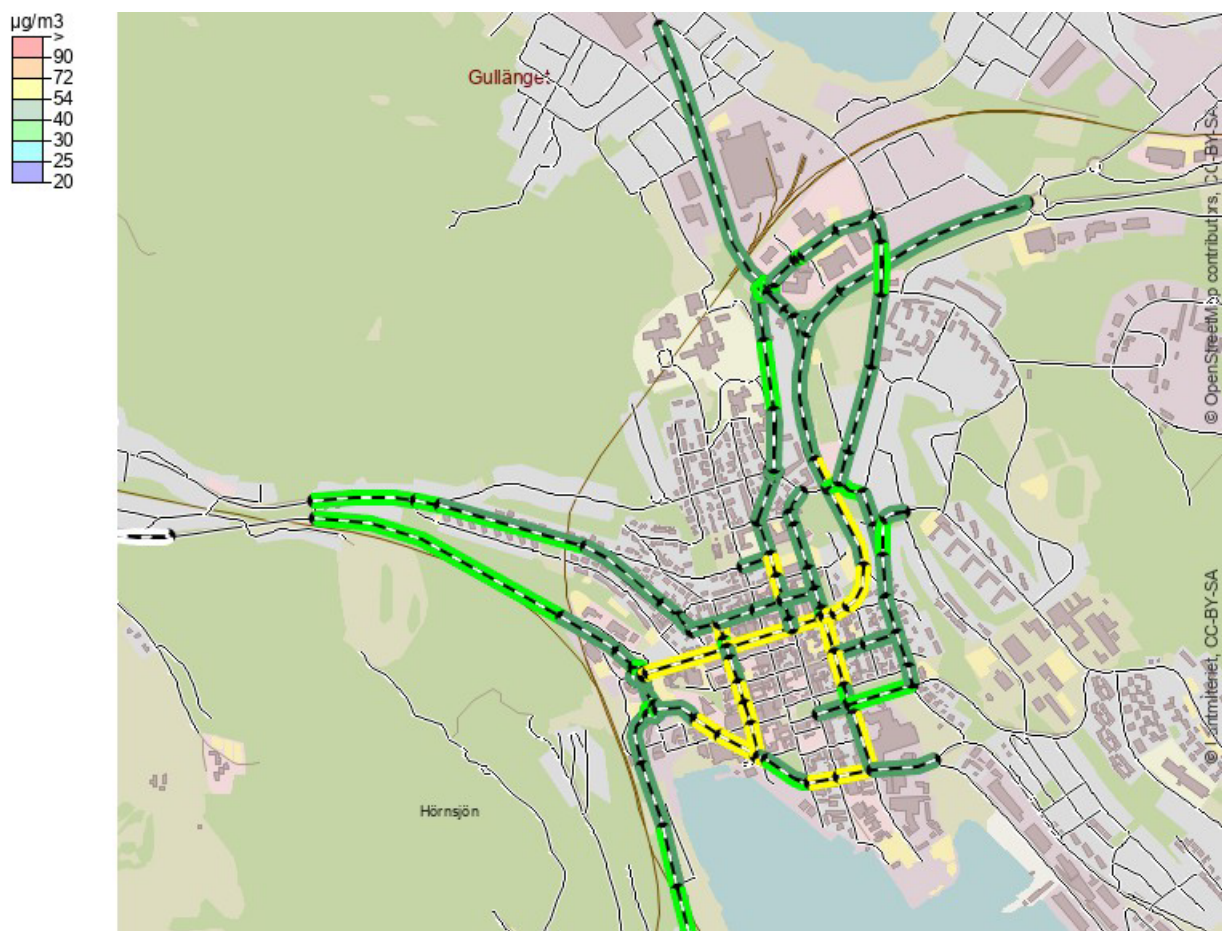 µg/m3
>
90
72
54
40
30
25
20
Gullänget
Hörnsjön
© OpenStreetMap contributors, CC-BY-SA
© Lantmäteriet, CC-BY-SA